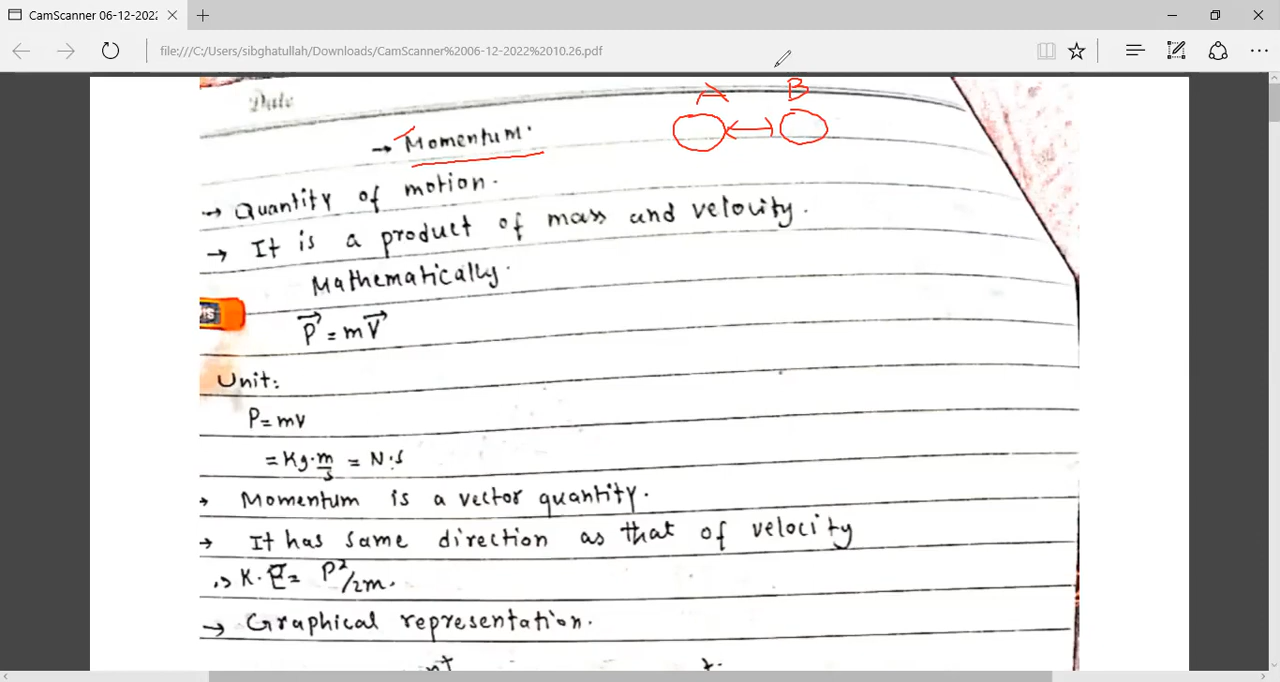 CamScanner 06-12-2022
file:///C:/Users/sibghatullah/Downloads/CamScanner%2006-12-2022%2010.26.pdf
Date
A B
→ Momentum.
→ Quantity of motion.
→ It is a product of mass and velocity.
Mathematically.
P⃗ = mV⃗
Unit:
P = mv
= Kg.m/s = N.s
→ Momentum is a vector quantity.
→ It has same direction as that of velocity
→ K.E = P²/2m.
→ Graphical representation.